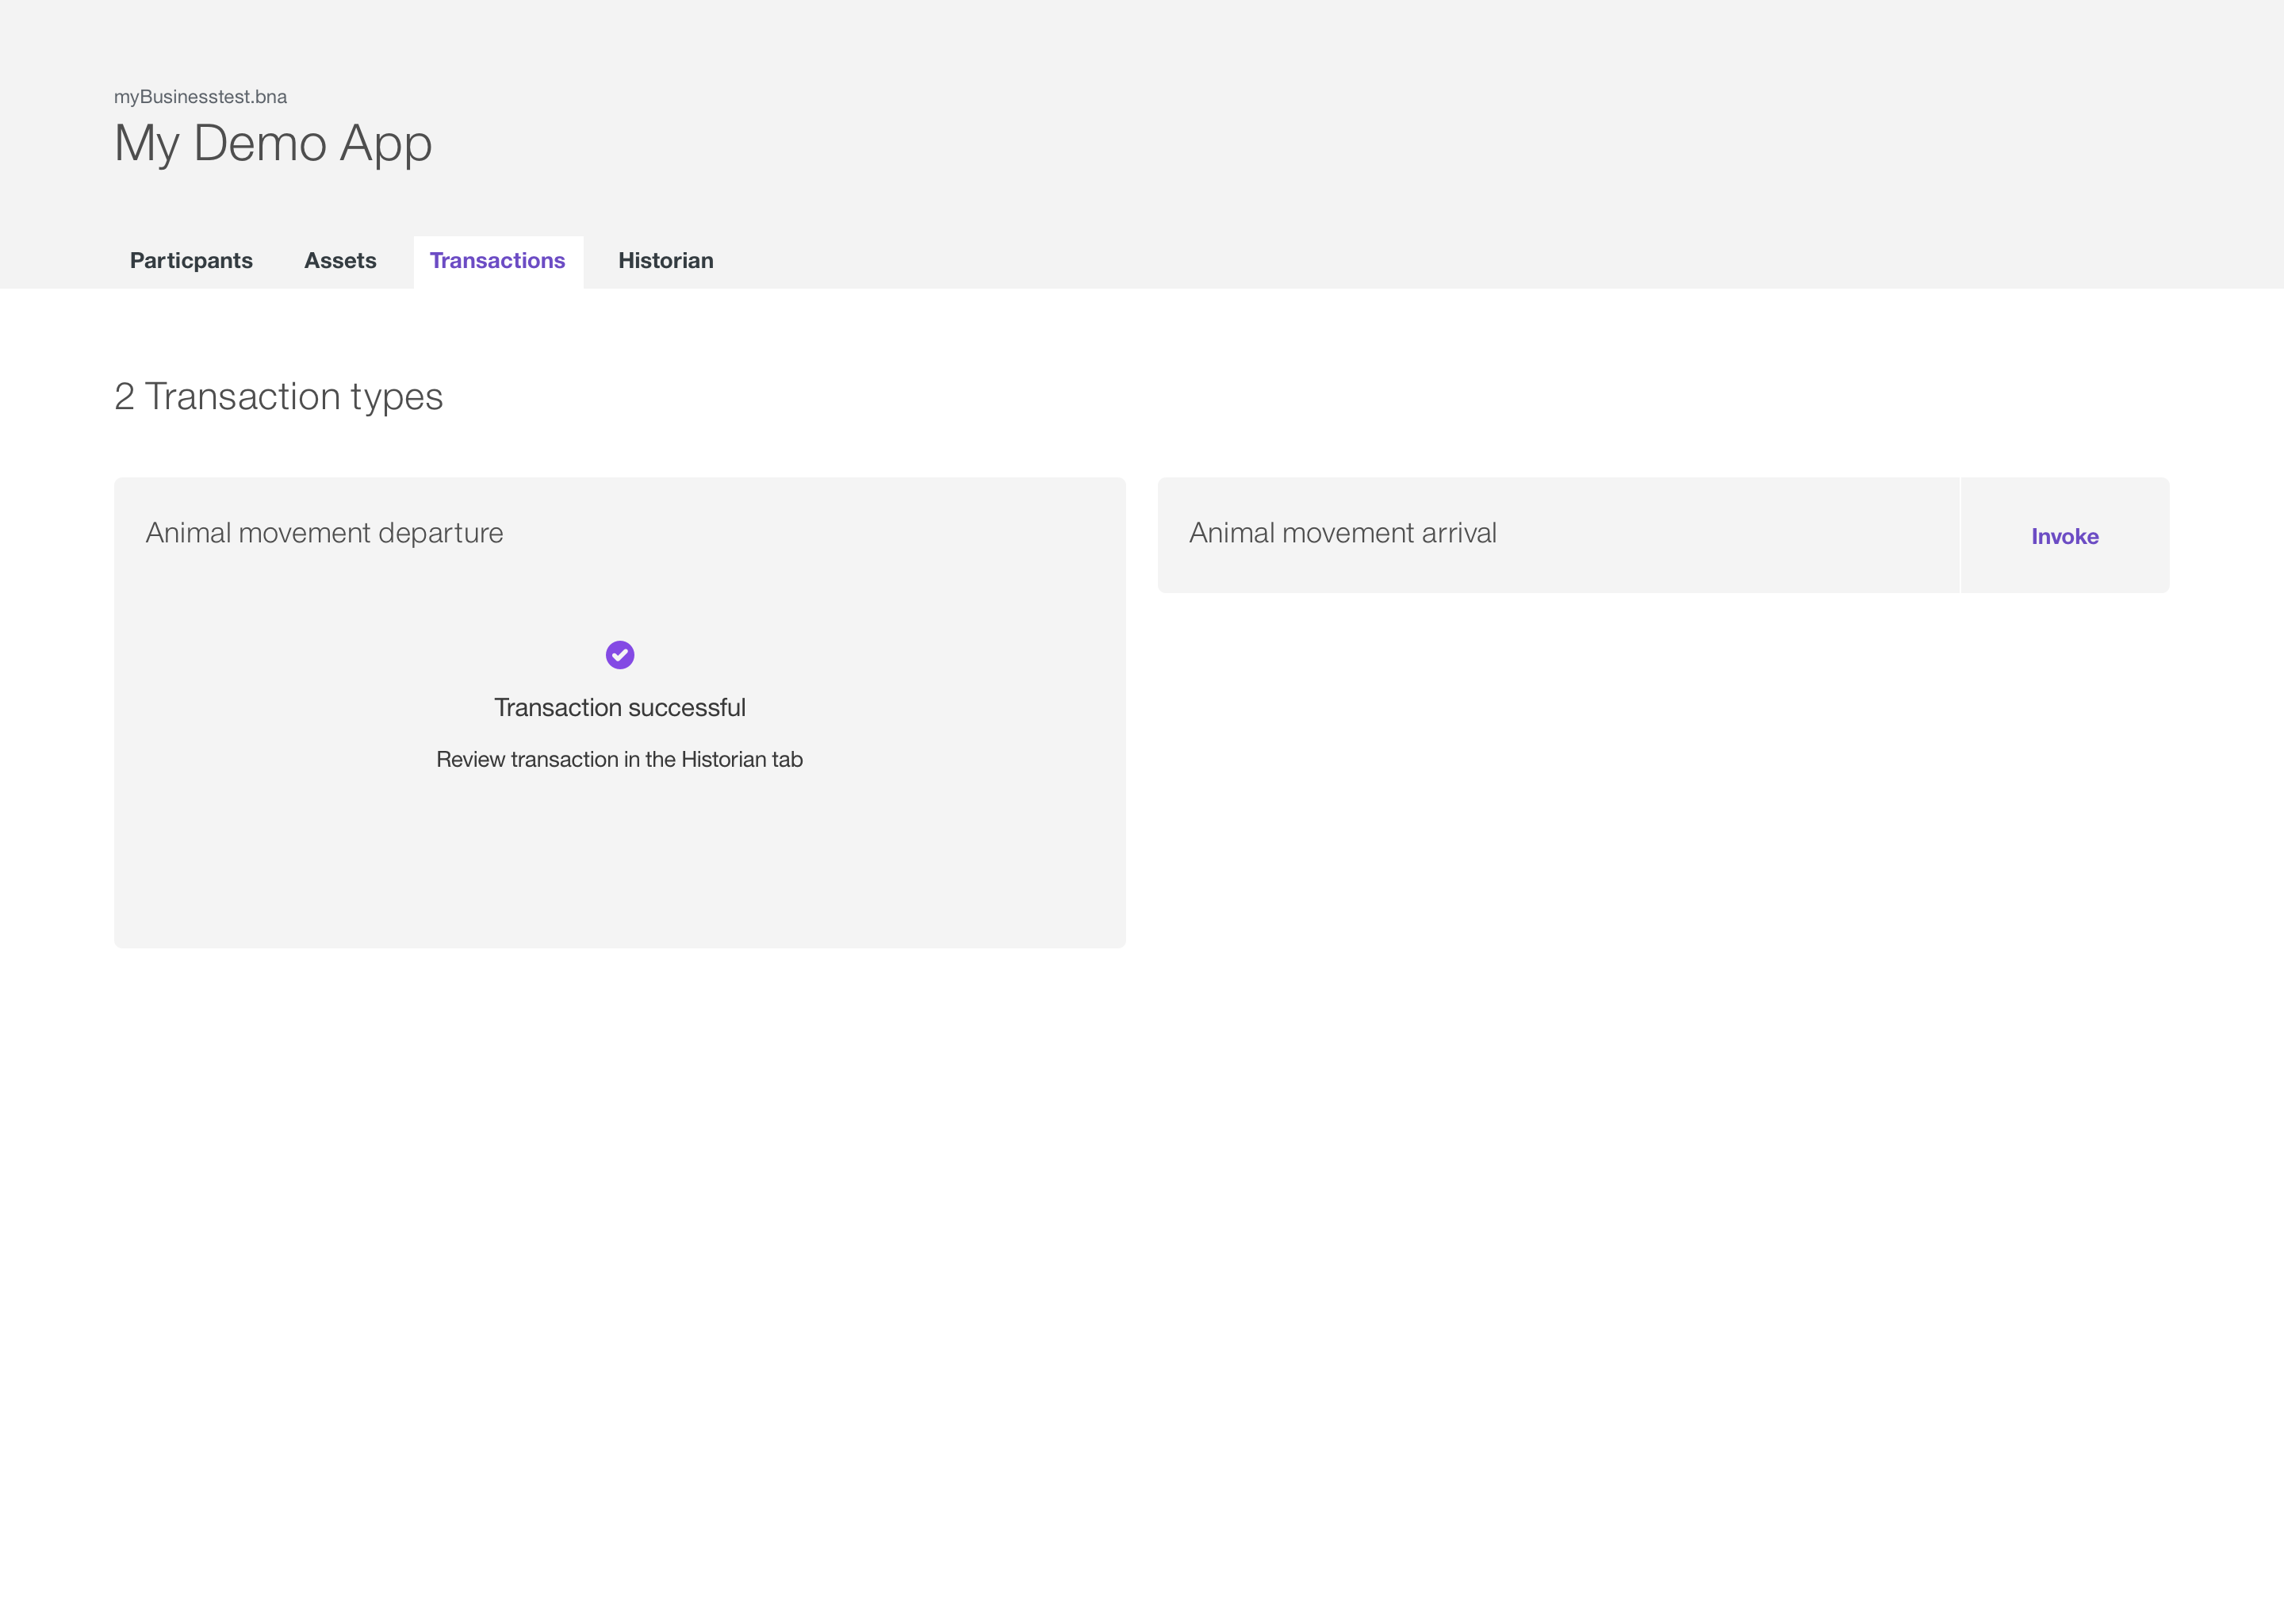 myBusinesstest.bna
My Demo App
Particpants Assets Transactions Historian
2 Transaction types
Animal movement departure
Animal movement arrival Invoke
Transaction successful
Review transaction in the Historian tab